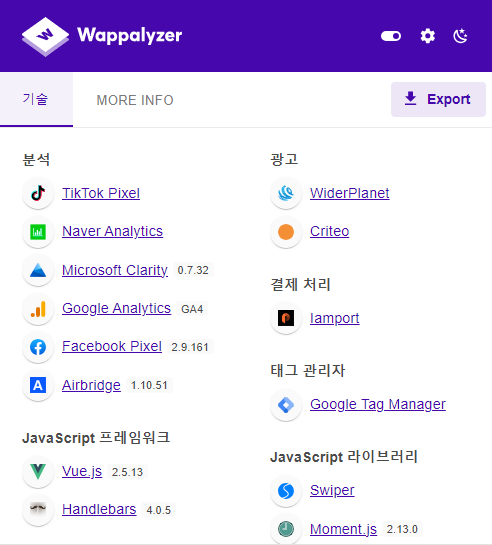 Wappalyzer
기술
MORE INFO
Export
분석
TikTok Pixel
Naver Analytics
Microsoft Clarity 0.7.32
Google Analytics GA4
Facebook Pixel 2.9.161
Airbridge 1.10.51
JavaScript 프레임워크
Vue.js 2.5.13
Handlebars 4.0.5
광고
WiderPlanet
Criteo
결제 처리
Iamport
태그 관리자
Google Tag Manager
JavaScript 라이브러리
Swiper
Moment.js 2.13.0